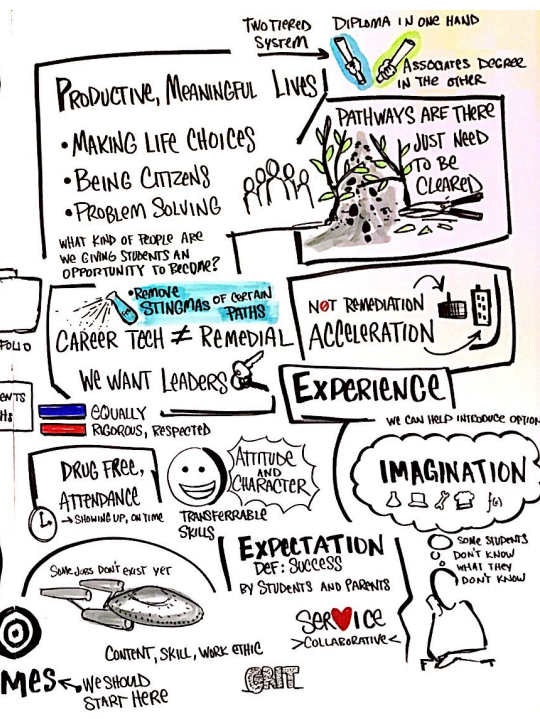 TWO TIERED
SYSTEM
DIPLOMA IN ONE HAND
ASSOCIATES DEGREE
IN THE OTHER
PRODUCTIVE, MEANINGFUL LIVES
• MAKING LIFE CHOICES
• BEING CITIZENS
• PROBLEM SOLVING
WHAT KIND OF PEOPLE ARE
WE GIVING STUDENTS AN
OPPORTUNITY TO BECOME?
PATHWAYS ARE THERE
JUST NEED
TO BE
CLEARED
• REMOVE
STINGMAS OF CERTAIN
PATHS
CAREER TECH ≠ REMEDIAL
WE WANT LEADERS
EQUALLY
RIGOROUS, RESPECTED
NOT REMEDIATION
ACCELERATION
FOLIO
ENTS
EXPERIENCE
WE CAN HELP INTRODUCE OPTION
IMAGINATION
f(x)
SOME STUDENTS
DON'T KNOW
WHAT THEY
DON'T KNOW
DRUG FREE,
ATTENDANCE
→ SHOWING UP, ON TIME
ATTITUDE
AND
CHARACTER
TRANSFERRABLE
SKILLS
EXPECTATION
DEF: SUCCESS
BY STUDENTS AND PARENTS
SOME JOBS DON'T EXIST YET
SERVICE
>COLLABORATIVE<
CONTENT, SKILL, WORK ETHIC
GRIT
MES
WE SHOULD
START HERE